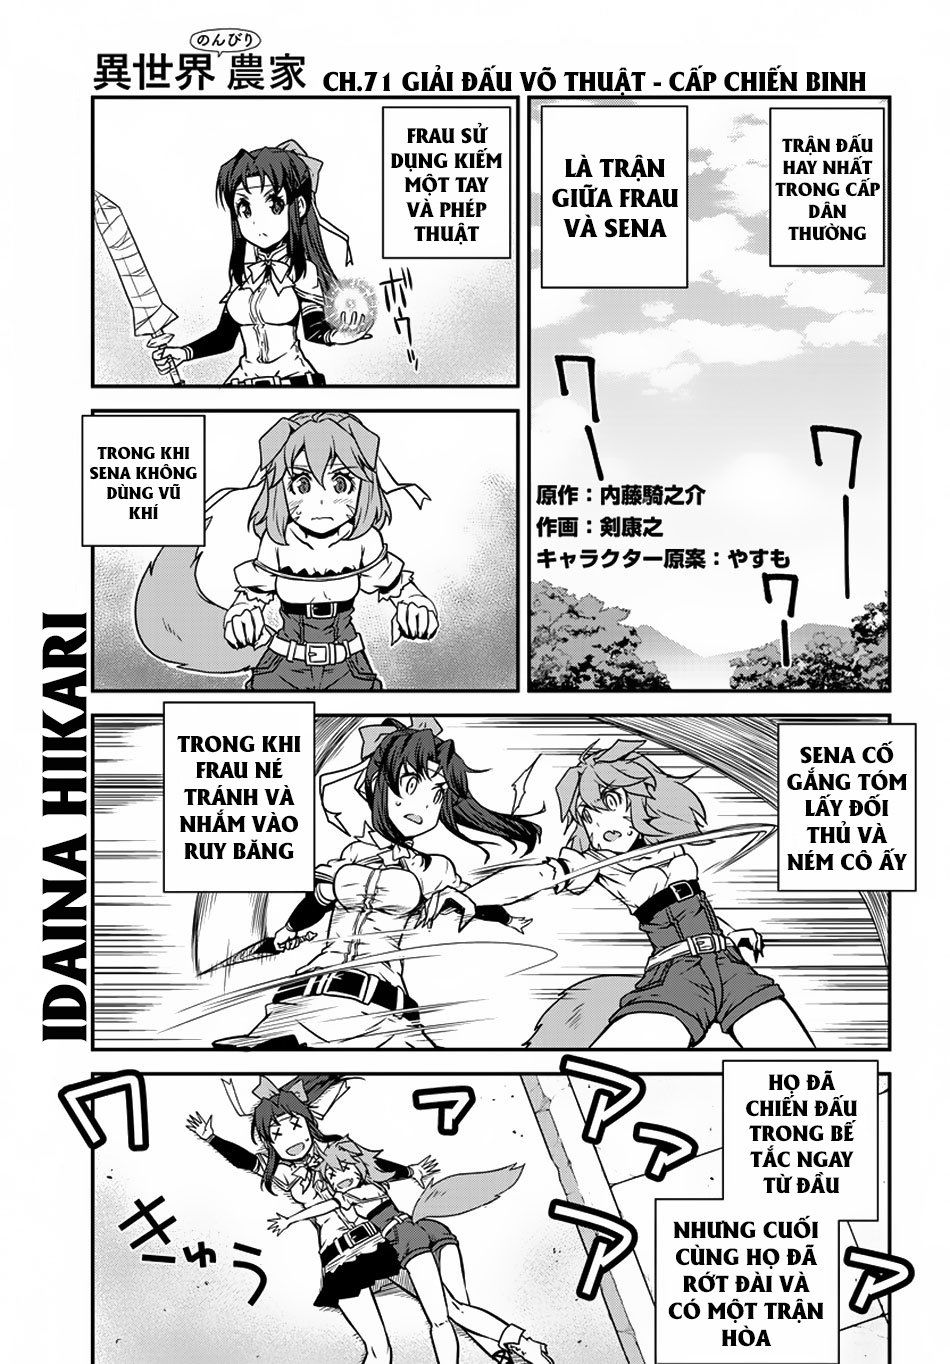 のんびり
異世界 農家
CH.71 GIẢI ĐẤU VÕ THUẬT - CẤP CHIẾN BINH
TRẬN ĐẤU
HAY NHẤT
TRONG CẤP
DÂN
THƯỜNG
LÀ TRẬN
GIỮA FRAU
VÀ SENA
ワー
ワー
ワー
原作：内藤騎之介
作画：剣康之
キャラクター原案：やすも
FRAU SỬ
DỤNG KIẾM
MỘT TAY
VÀ PHÉP
THUẬT
ボウッ
TRONG KHI
SENA KHÔNG
DÙNG VŨ
KHÍ
IDAINA HIKARI
SENA CỐ
GẮNG TÓM
LẤY ĐỐI
THỦ VÀ
NÉM CÔ ẤY
TRONG KHI
FRAU NÉ
TRÁNH VÀ
NHẮM VÀO
RUY BĂNG
HỌ ĐÃ
CHIẾN ĐẤU
TRONG BẾ
TẮC NGAY
TỪ ĐẦU
NHƯNG CUỐI
CÙNG HỌ ĐÃ
RỚT ĐÀI VÀ
CÓ MỘT TRẬN
HÒA
ワァァァァッ
きゅう